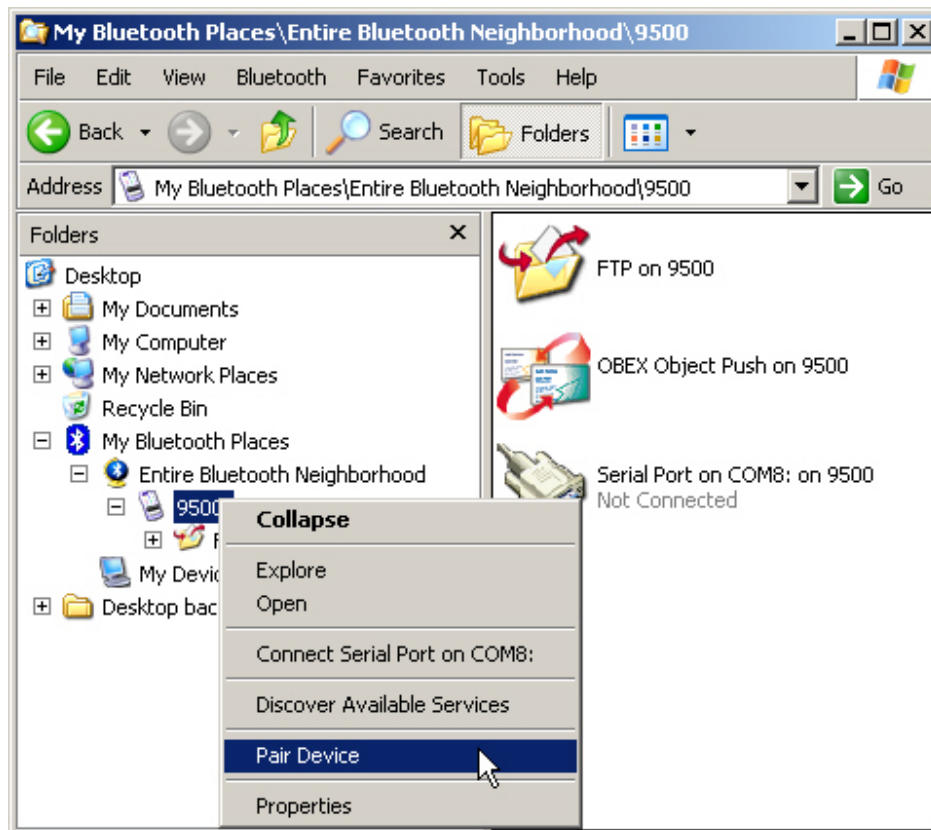 My Bluetooth Places\Entire Bluetooth Neighborhood\9500
File Edit View Bluetooth Favorites Tools Help
Back Search Folders
Address My Bluetooth Places\Entire Bluetooth Neighborhood\9500 Go
Folders
Desktop
My Documents
My Computer
My Network Places
Recycle Bin
My Bluetooth Places
Entire Bluetooth Neighborhood
9500
F
My Devic
Desktop bac
Collapse
Explore
Open
Connect Serial Port on COM8:
Discover Available Services
Pair Device
Properties
FTP on 9500
OBEX Object Push on 9500
Serial Port on COM8: on 9500
Not Connected